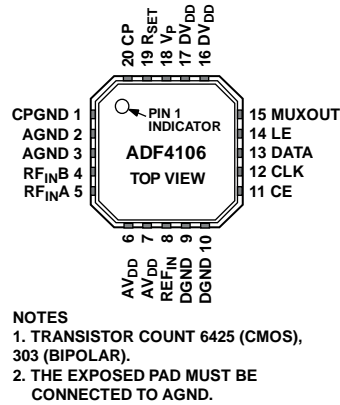 20 CP
19 RSET
18 VP
17 DVDD
16 DVDD
CPGND 1
AGND 2
AGND 3
RFINB 4
RFINA 5
PIN 1
INDICATOR
ADF4106
TOP VIEW
15 MUXOUT
14 LE
13 DATA
12 CLK
11 CE
AVDD 6
AVDD 7
REFIN 8
DGND 9
DGND 10
NOTES
1. TRANSISTOR COUNT 6425 (CMOS),
303 (BIPOLAR).
2. THE EXPOSED PAD MUST BE
CONNECTED TO AGND.